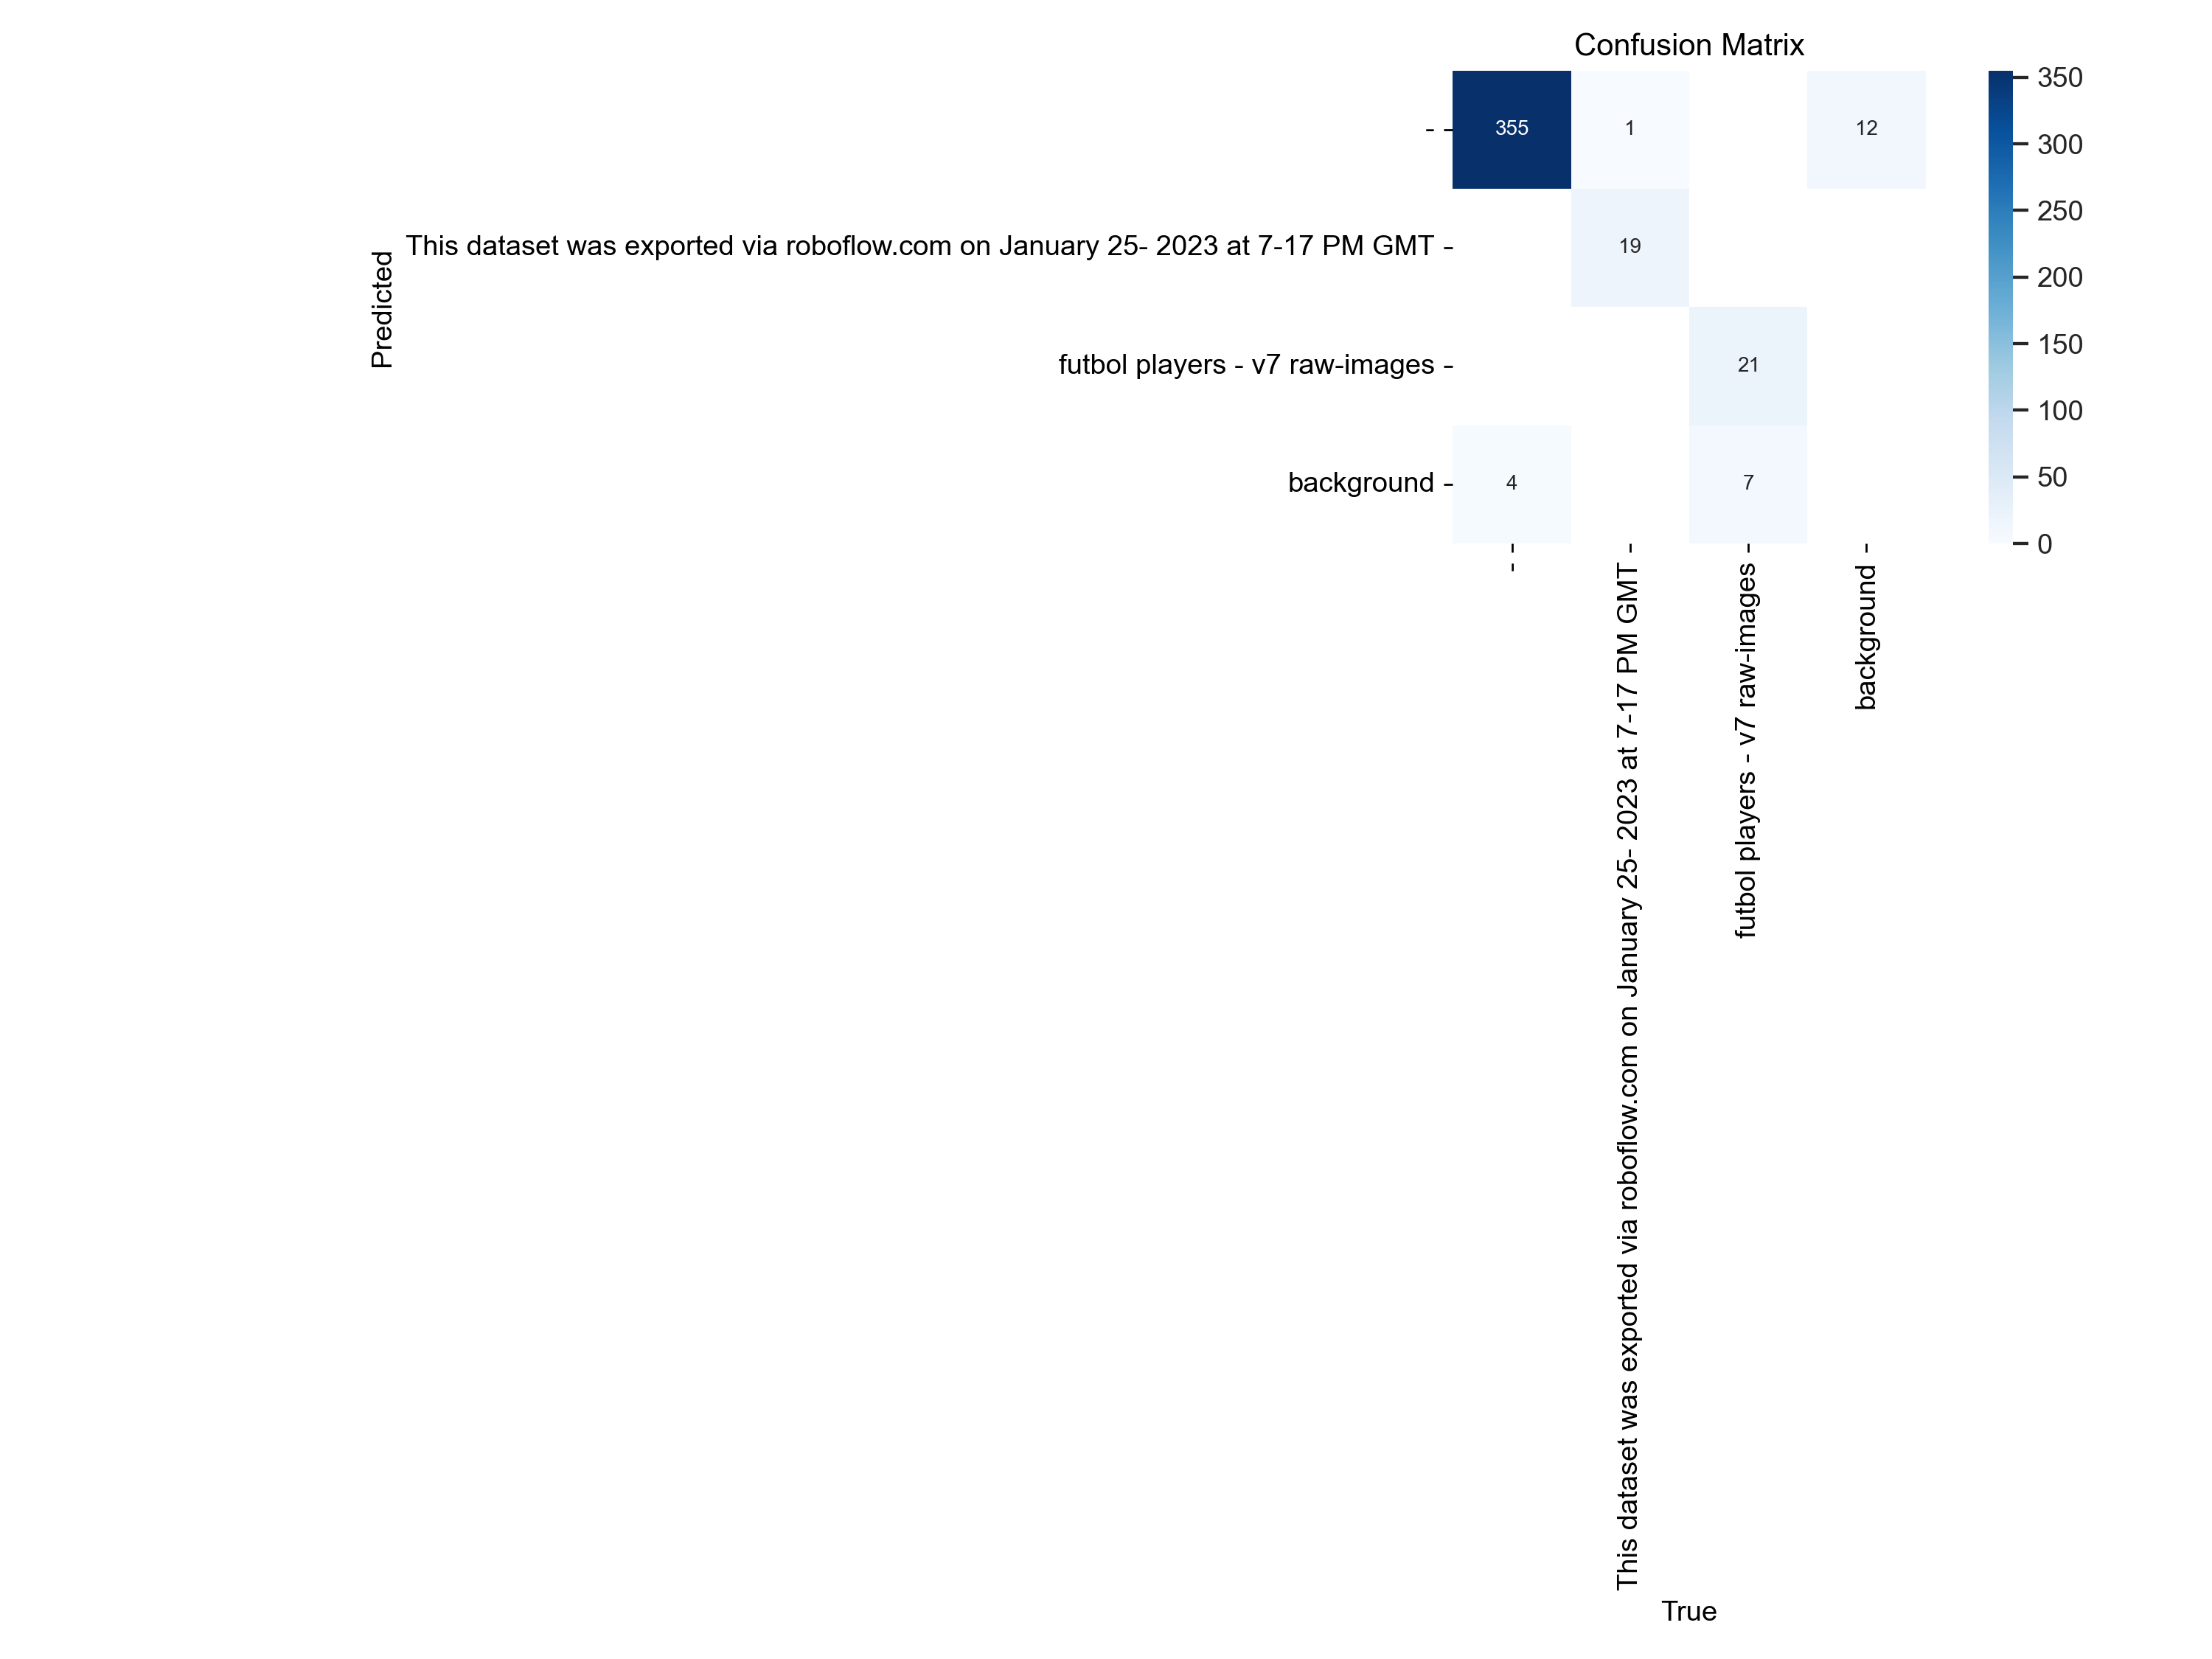 Confusion Matrix
-
355
1
12
This dataset was exported via roboflow.com on January 25- 2023 at 7-17 PM GMT
19
futbol players - v7 raw-images
21
background
4
7
Predicted
-
This dataset was exported via roboflow.com on January 25- 2023 at 7-17 PM GMT
futbol players - v7 raw-images
background
True
350
300
250
200
150
100
50
0